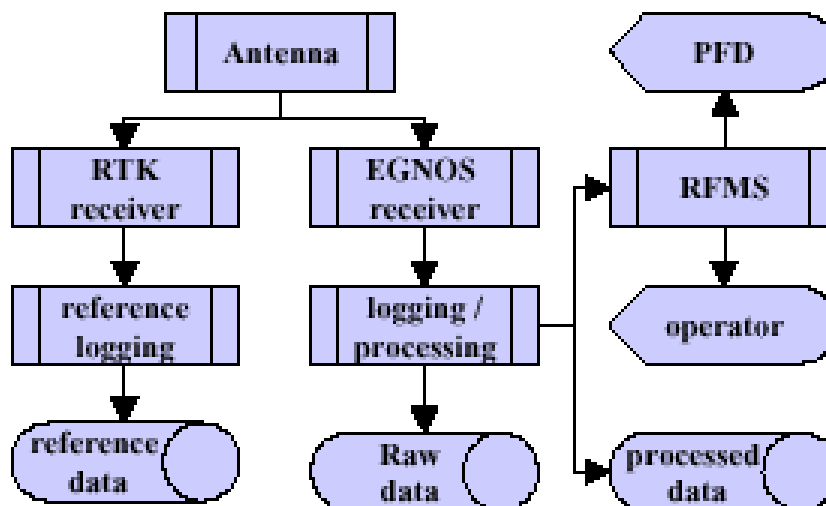 Antenna
PFD
RTK
receiver
EGNOS
receiver
RFMS
reference
logging
logging /
processing
operator
reference
data
Raw
data
processed
data